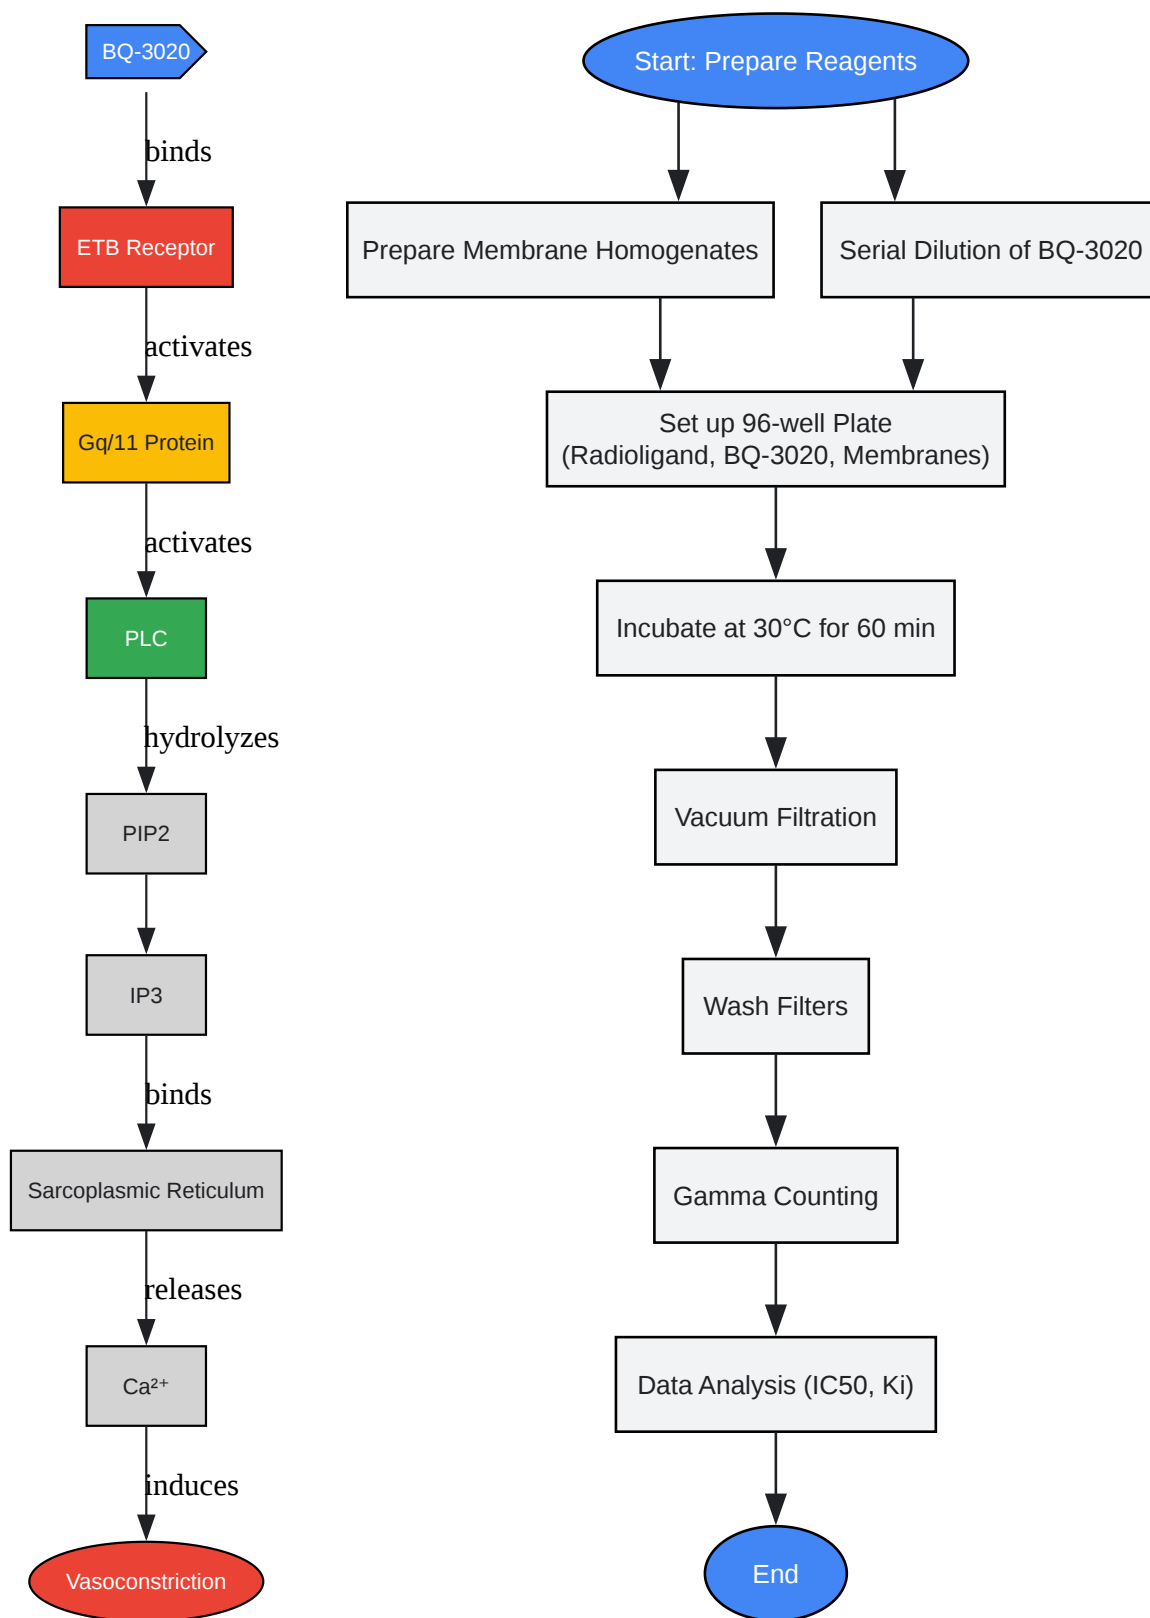 BQ-3020
binds
ETB Receptor
activates
Gq/11 Protein
activates
PLC
hydrolyzes
PIP2
IP3
binds
Sarcoplasmic Reticulum
releases
Ca²⁺
induces
Vasoconstriction
Start: Prepare Reagents
Prepare Membrane Homogenates
Serial Dilution of BQ-3020
Set up 96-well Plate
(Radioligand, BQ-3020, Membranes)
Incubate at 30°C for 60 min
Vacuum Filtration
Wash Filters
Gamma Counting
Data Analysis (IC50, Ki)
End